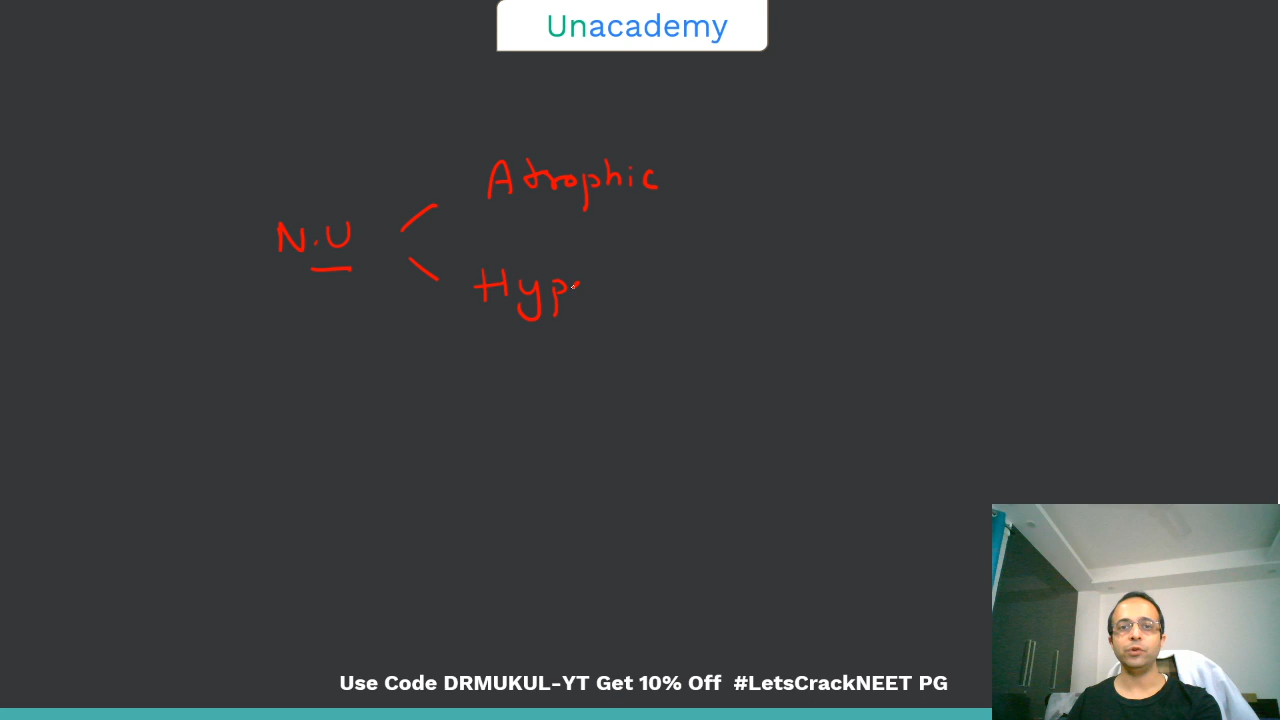 Unacademy
Atrophic
N.U
Hyp
Use Code DRMUKUL-YT Get 10% Off #LetsCrackNEET PG